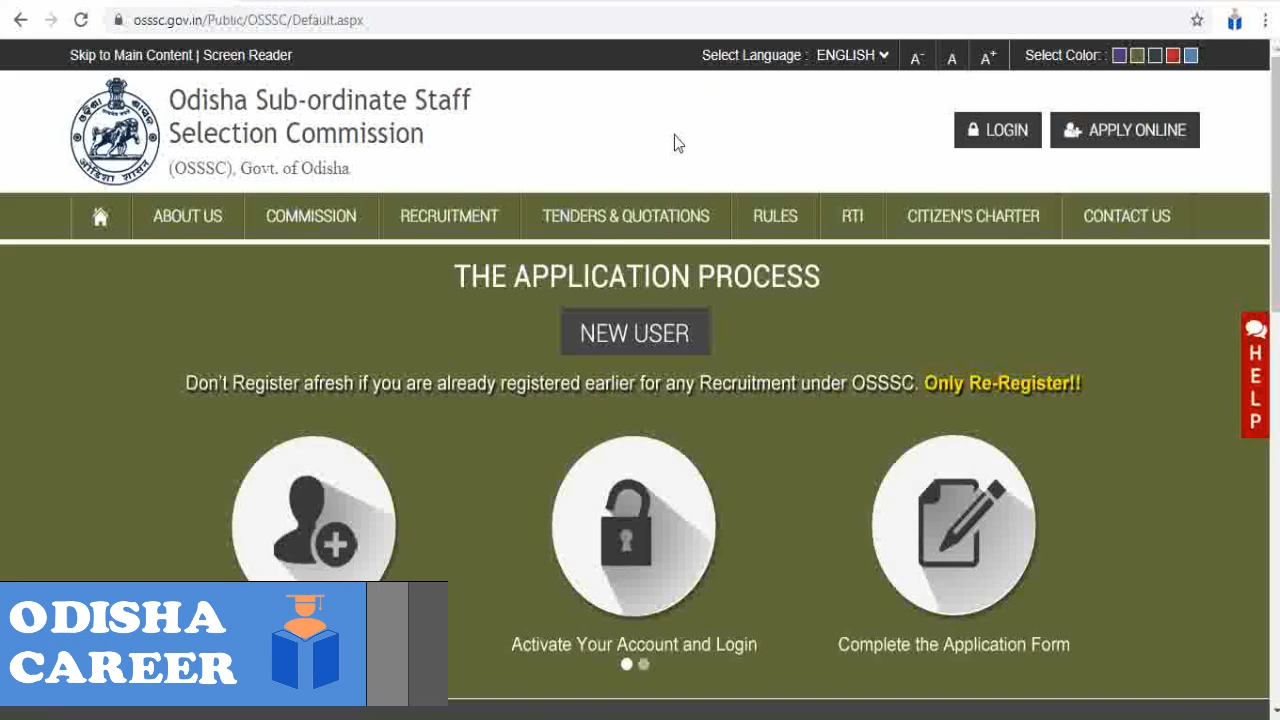 osssc.gov.in/Public/OSSSC/Default.aspx
Skip to Main Content | Screen Reader
Select Language : ENGLISH
A- A A+
Select Color :
Odisha Sub-ordinate Staff
Selection Commission
(OSSSC), Govt. of Odisha
LOGIN
APPLY ONLINE
ABOUT US
COMMISSION
RECRUITMENT
TENDERS & QUOTATIONS
RULES
RTI
CITIZEN'S CHARTER
CONTACT US
THE APPLICATION PROCESS
NEW USER
Don't Register afresh if you are already registered earlier for any Recruitment under OSSSC. Only Re-Register!!
HELP
Activate Your Account and Login
Complete the Application Form
ODISHA
CAREER